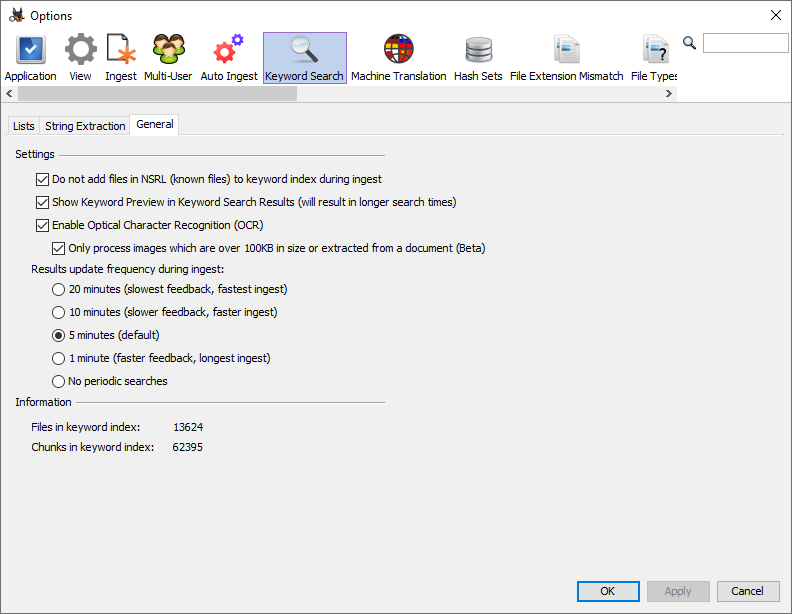 Options
Application View Ingest Multi-User Auto Ingest Keyword Search Machine Translation Hash Sets File Extension Mismatch File Types
Lists String Extraction General
Settings
Do not add files in NSRL (known files) to keyword index during ingest
Show Keyword Preview in Keyword Search Results (will result in longer search times)
Enable Optical Character Recognition (OCR)
Only process images which are over 100KB in size or extracted from a document (Beta)
Results update frequency during ingest:
20 minutes (slowest feedback, fastest ingest)
10 minutes (slower feedback, faster ingest)
5 minutes (default)
1 minute (faster feedback, longest ingest)
No periodic searches
Information
Files in keyword index: 13624
Chunks in keyword index: 62395
OK Apply Cancel